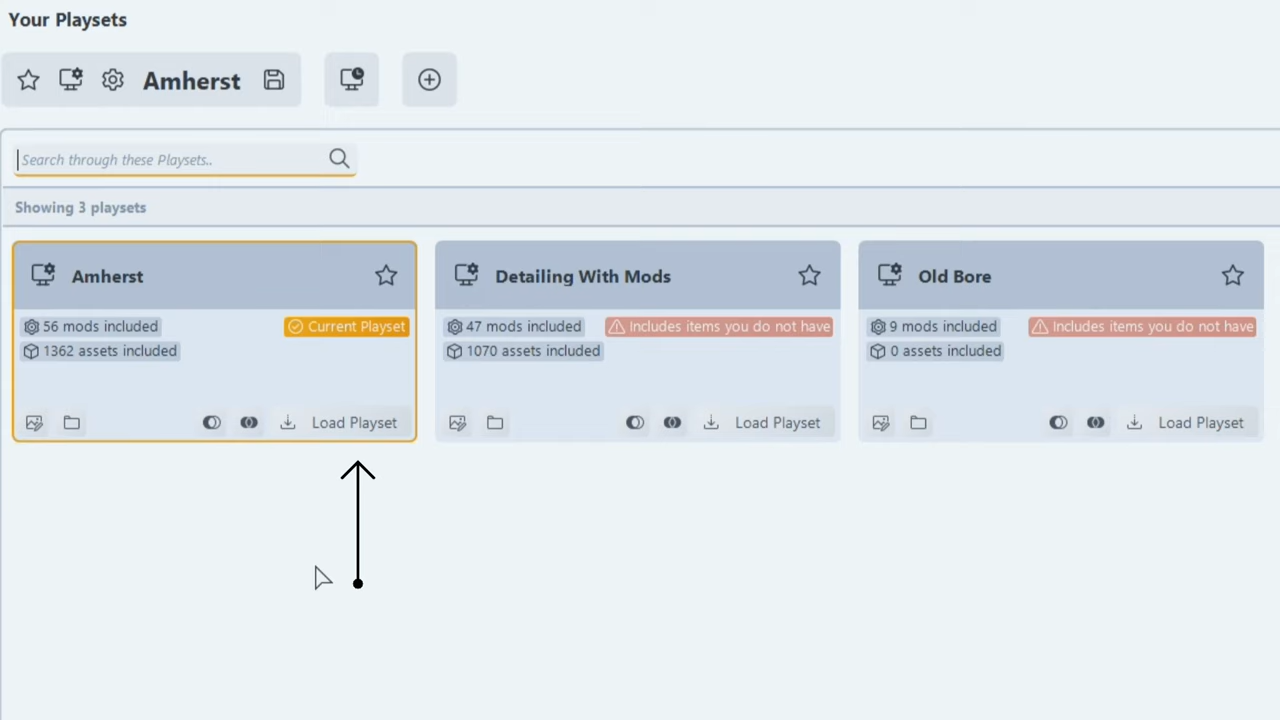 Your Playsets
Amherst
Search through these Playsets..
Showing 3 playsets
Amherst
56 mods included
Current Playset
1362 assets included
Load Playset
Detailing With Mods
47 mods included
Includes items you do not have
1070 assets included
Load Playset
Old Bore
9 mods included
Includes items you do not have
0 assets included
Load Playset